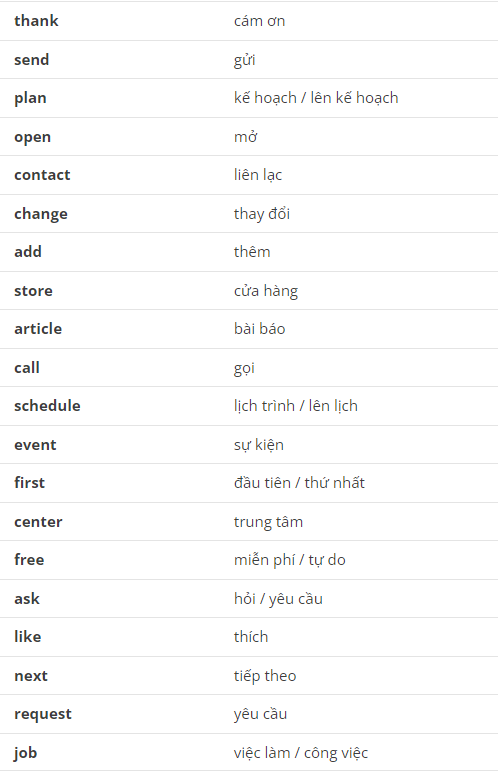 thank cám ơn
send gửi
plan kế hoạch / lên kế hoạch
open mở
contact liên lạc
change thay đổi
add thêm
store cửa hàng
article bài báo
call gọi
schedule lịch trình / lên lịch
event sự kiện
first đầu tiên / thứ nhất
center trung tâm
free miễn phí / tự do
ask hỏi / yêu cầu
like thích
next tiếp theo
request yêu cầu
job việc làm / công việc